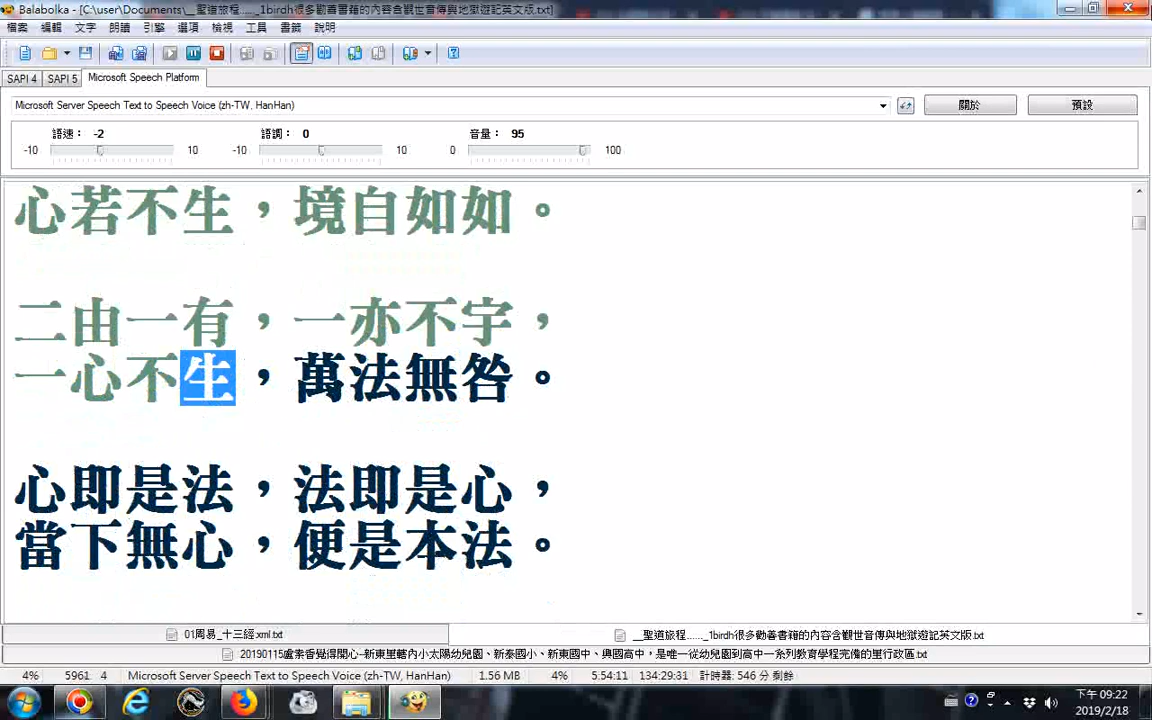 Balabolka - [C:\user\Documents\__聖道旅程......_1birdh很多勸善書籍的內容含觀世音傳與地獄遊記英文版.txt]
檔案 編輯 文字 朗讀 引擎 選項 檢視 工具 書籤 說明
SAPI 4 SAPI 5 Microsoft Speech Platform
Microsoft Server Speech Text to Speech Voice (zh-TW, HanHan) 關於 預設
語速： -2 語調： 0 音量： 95
-10 10 -10 10 0 100
心若不生，境自如如。
二由一有，一亦不宇，
一心不生，萬法無咎。
心即是法，法即是心，
當下無心，便是本法。
01周易_十三經.xml.txt __聖道旅程......_1birdh很多勸善書籍的內容含觀世音傳與地獄遊記英文版.txt
20190115盧素香覺得開心-新東里轄內小太陽幼兒園、新泰國小、新東國中、興國高中，是唯一從幼兒園到高中一系列教育學程完備的里行政區.txt
4% 5961 4 Microsoft Server Speech Text to Speech Voice (zh-TW, HanHan) 1.56 MB 4% 5:54:11 134:29:31 計時器： 546 分 剩餘
下午 09:22
2019/2/18